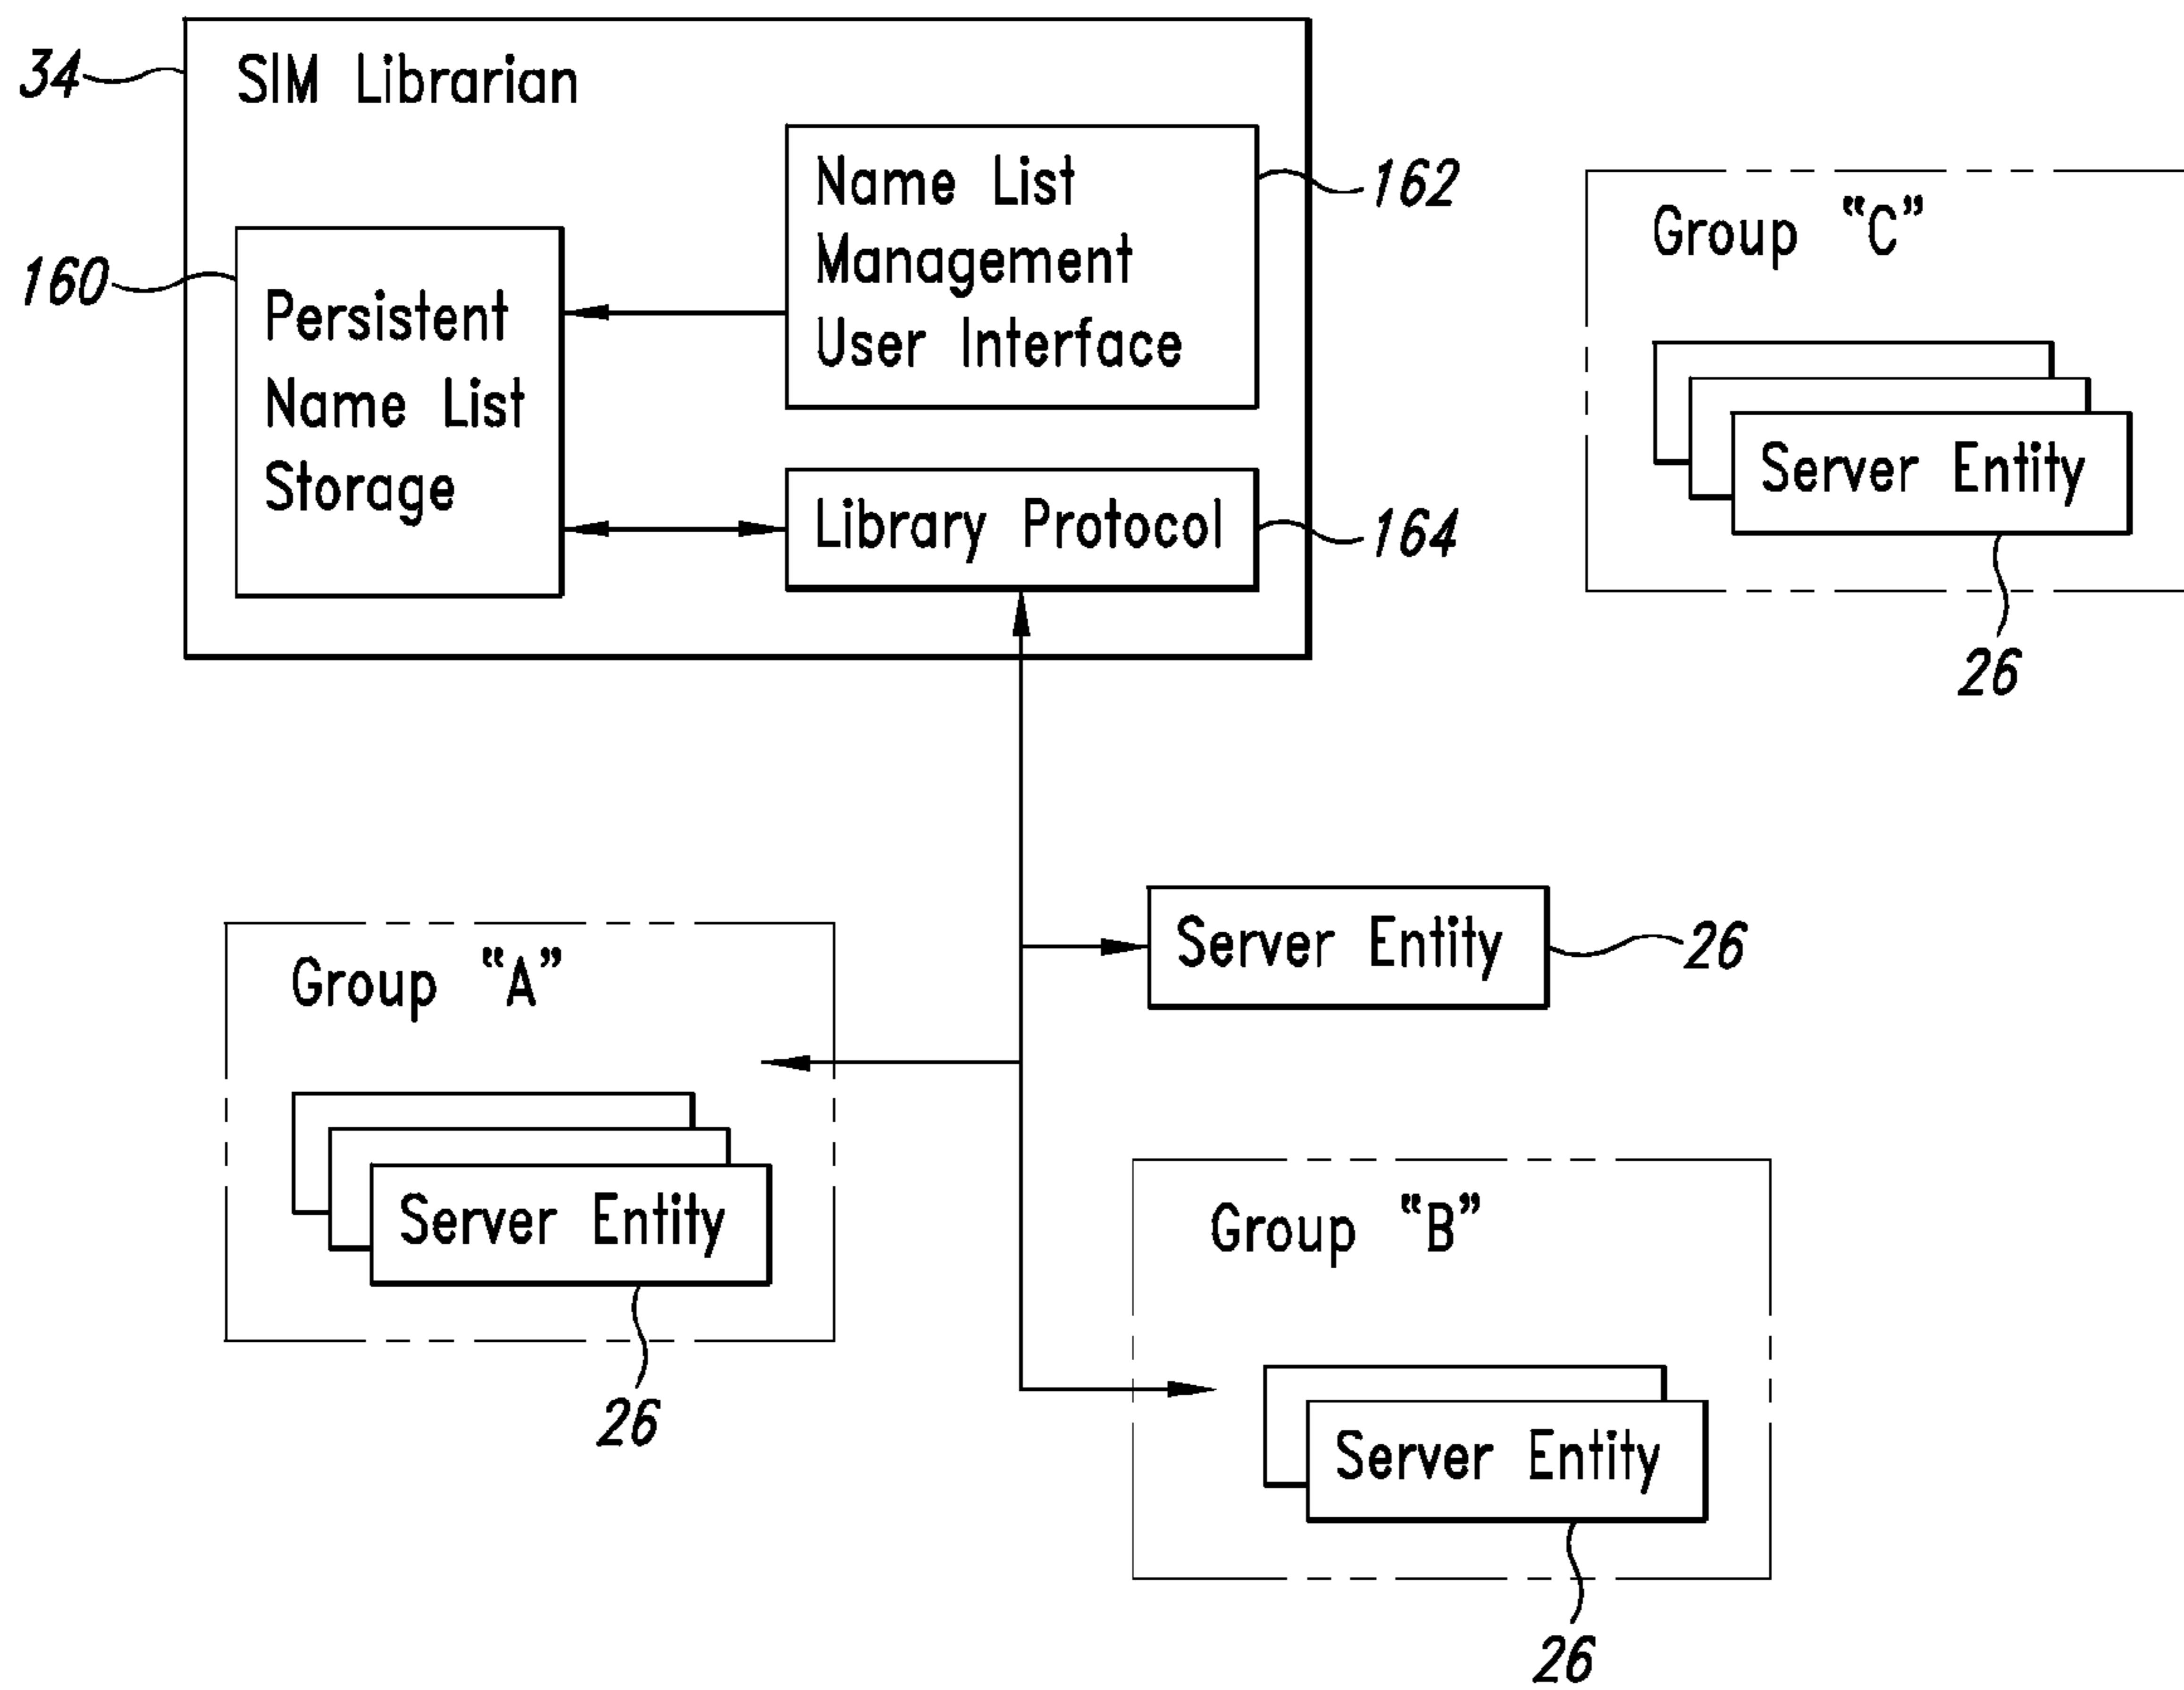 34
SIM Librarian
Name List
Management
User Interface
162
160
Persistent
Name List
Storage
Library Protocol
164
Group “C”
Server Entity
26
Server Entity
26
Group “A”
Server Entity
26
Group “B”
Server Entity
26